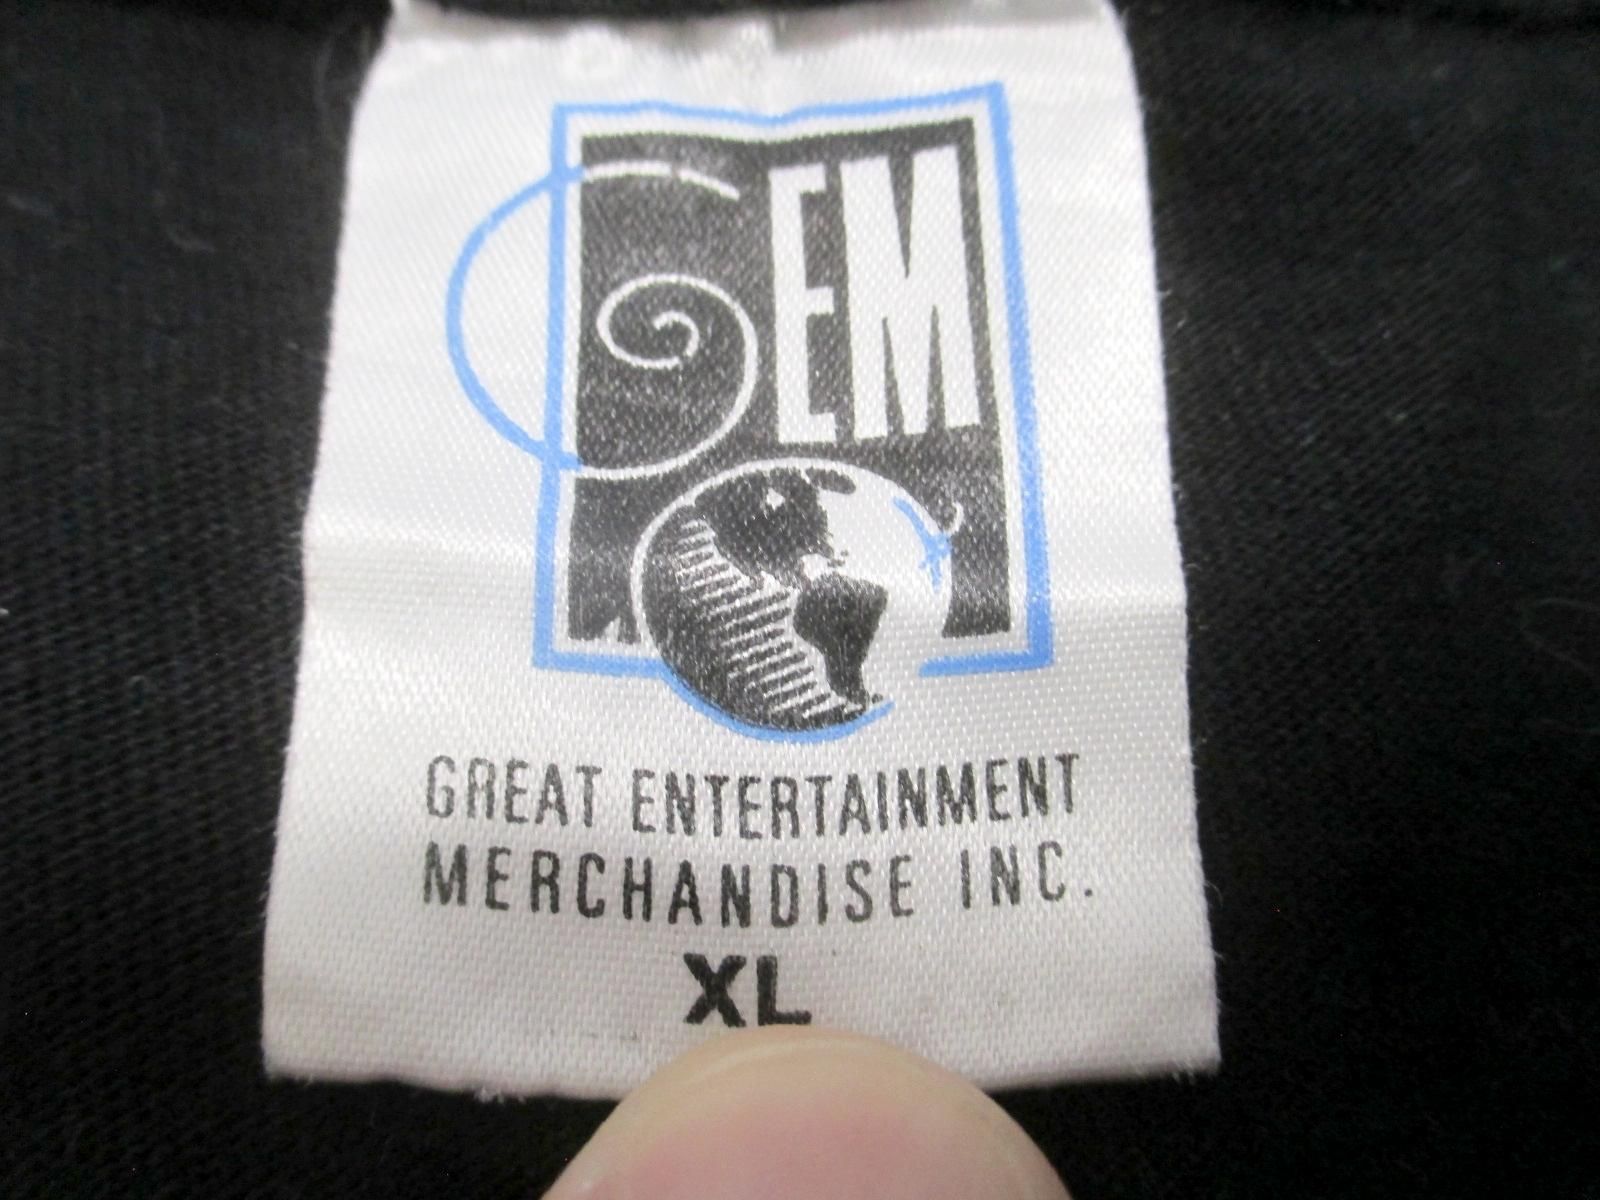 GEM
GREAT ENTERTAINMENT
MERCHANDISE INC.
XL